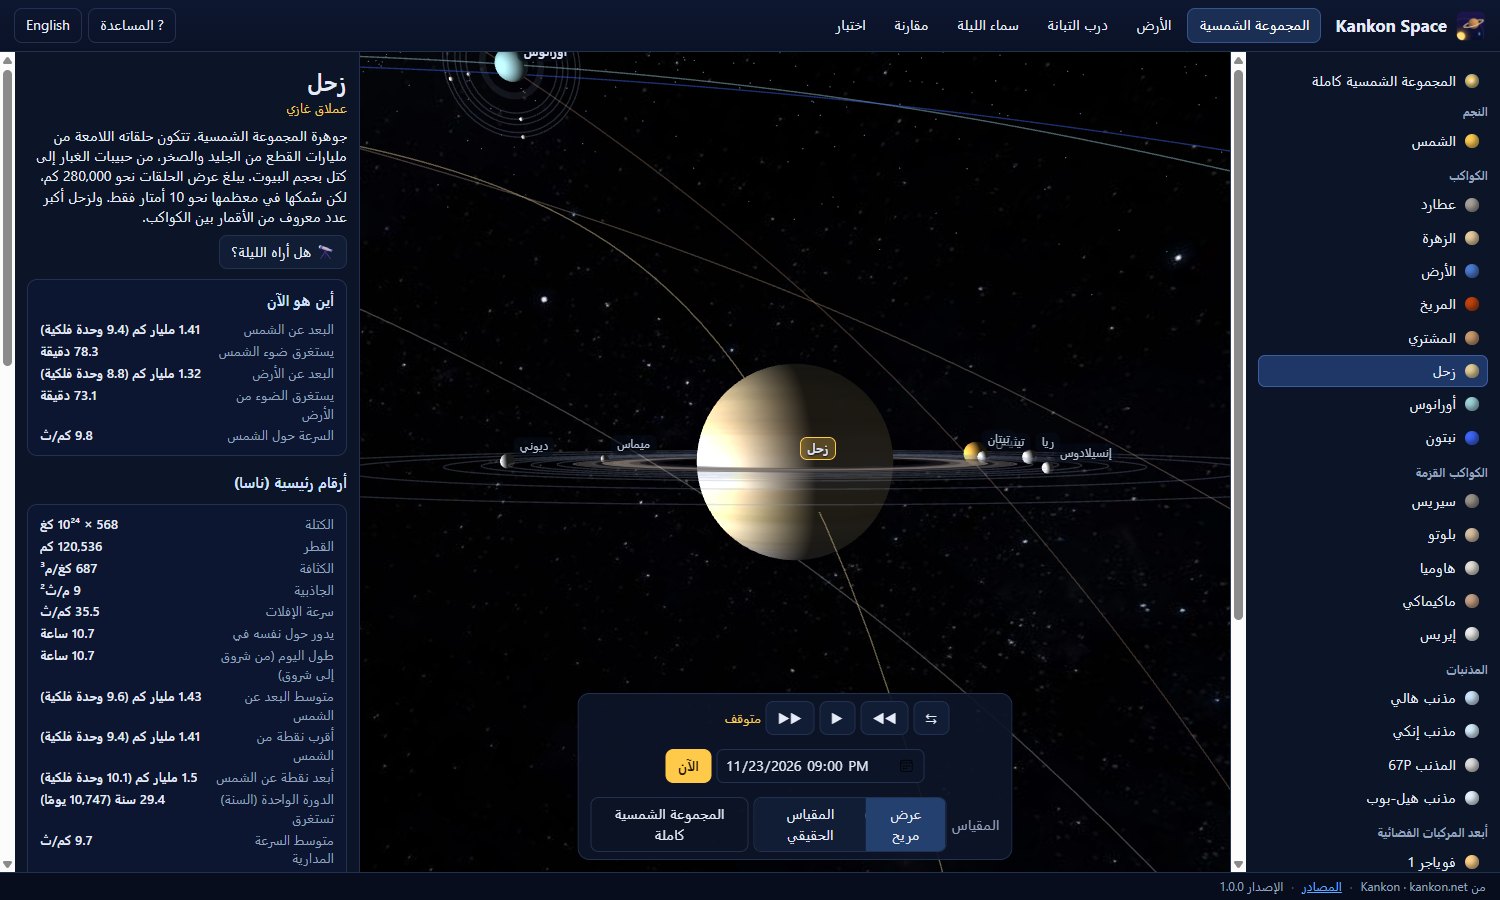 Kankon Space
المجموعة الشمسية
الأرض
درب التبانة
سماء الليلة
مقارنة
اختبار
? المساعدة
English
المجموعة الشمسية كاملة
النجم
الشمس
الكواكب
عطارد
الزهرة
الأرض
المريخ
المشتري
زحل
أورانوس
نبتون
الكواكب القزمة
سيريس
بلوتو
هاوميا
ماكيماكي
إيريس
المذنبات
مذنب هالي
مذنب إنكي
المذنب 67P
مذنب هيل-بوب
أبعد المركبات الفضائية
فوياجر 1
أورانوس
زحل
ديوني
ميماس
تيتان
ريا
إنسيلادوس
متوقف
11/23/2026 09:00 PM
الآن
المقياس
عرض مريح
المقياس الحقيقي
المجموعة الشمسية كاملة
زحل
عملاق غازي
جوهرة المجموعة الشمسية. تتكون حلقاته اللامعة من
مليارات القطع من الجليد والصخر، من حبيبات الغبار إلى
كتل بحجم البيوت. يبلغ عرض الحلقات نحو 280,000 كم،
لكن سُمكها في معظمها نحو 10 أمتار فقط. ولزحل أكبر
عدد معروف من الأقمار بين الكواكب.
هل أراه الليلة؟
أين هو الآن
البعد عن الشمس 1.41 مليار كم (9.4 وحدة فلكية)
يستغرق ضوء الشمس 78.3 دقيقة
البعد عن الأرض 1.32 مليار كم (8.8 وحدة فلكية)
يستغرق الضوء من الأرض 73.1 دقيقة
السرعة حول الشمس 9.8 كم/ث
أرقام رئيسية (ناسا)
الكتلة 568 × 10²⁴ كغ
القطر 120,536 كم
الكثافة 687 كغ/م³
الجاذبية 9 م/ث²
سرعة الإفلات 35.5 كم/ث
يدور حول نفسه في 10.7 ساعة
طول اليوم (من شروق إلى شروق) 10.7 ساعة
متوسط البعد عن الشمس 1.43 مليار كم (9.6 وحدة فلكية)
أقرب نقطة من الشمس 1.41 مليار كم (9.4 وحدة فلكية)
أبعد نقطة عن الشمس 1.5 مليار كم (10.1 وحدة فلكية)
الدورة الواحدة (السنة) تستغرق 29.4 سنة (10,747 يومًا)
متوسط السرعة المدارية 9.7 كم/ث
من Kankon · kankon.net · المصادر · الإصدار 1.0.0